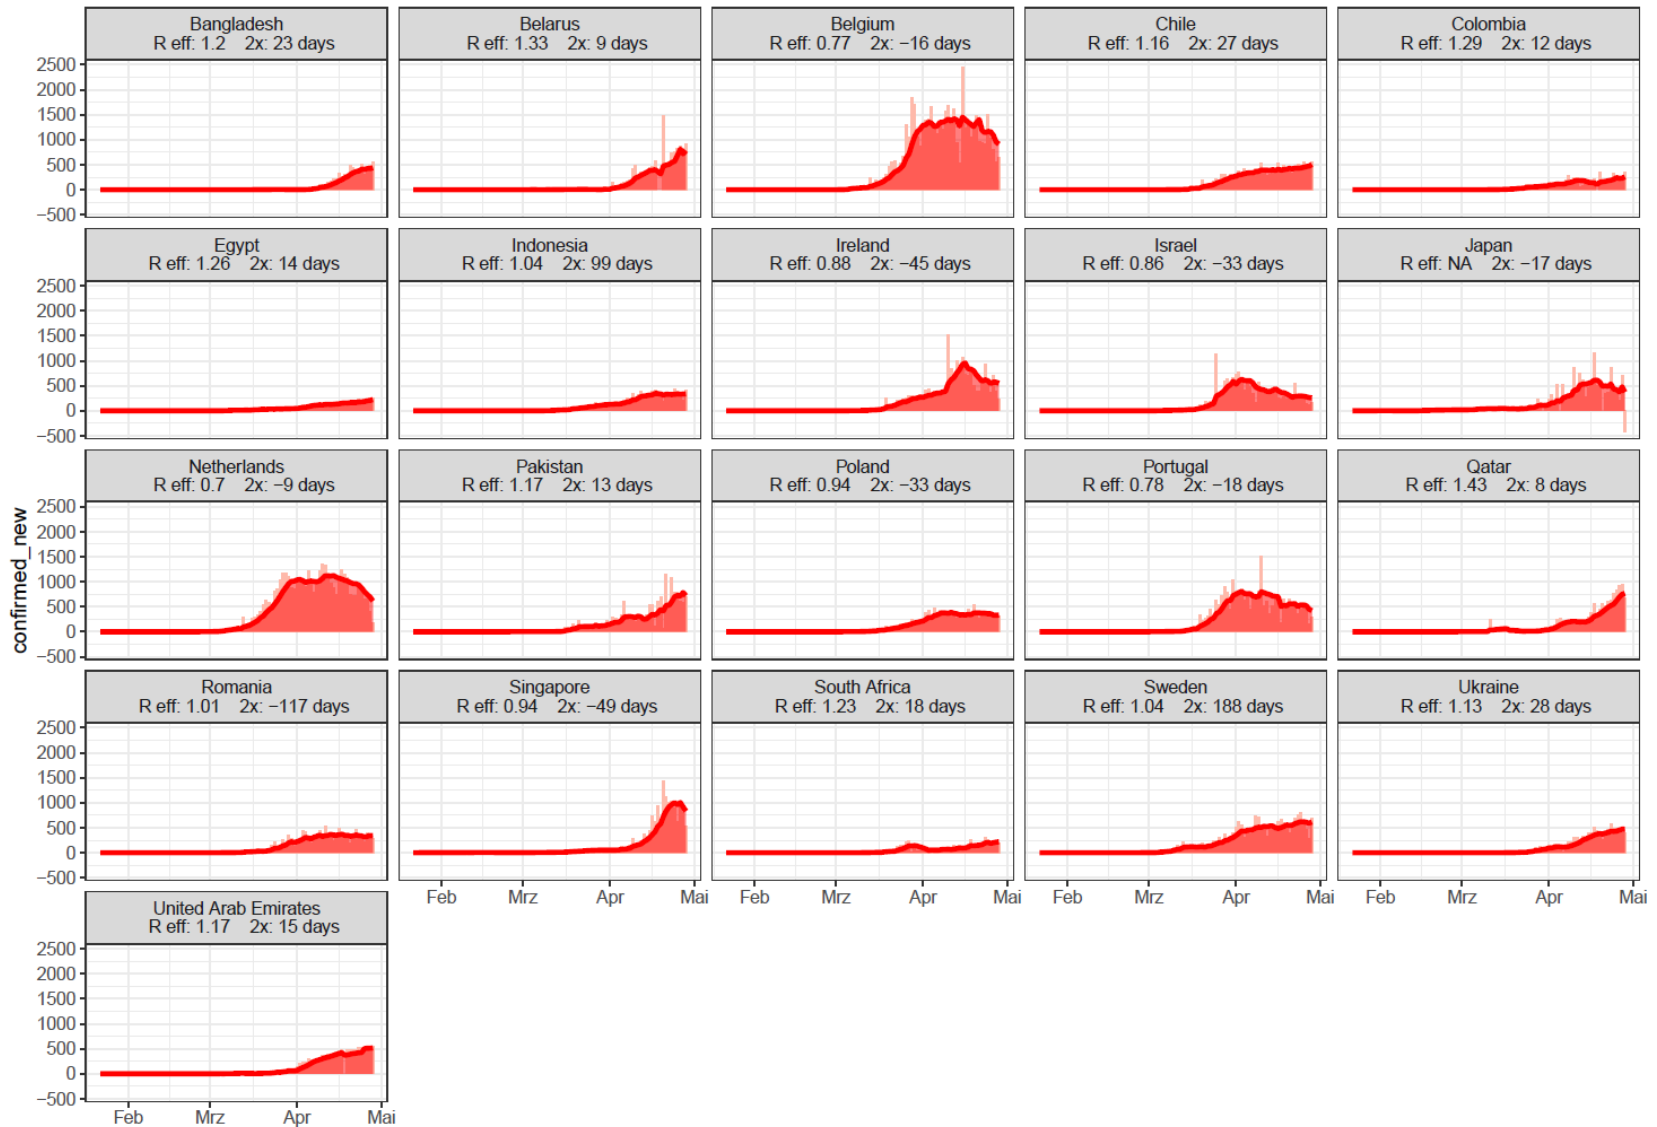 Bangladesh
R eff: 1.2 2x: 23 days
Belarus
R eff: 1.33 2x: 9 days
Belgium
R eff: 0.77 2x: −16 days
Chile
R eff: 1.16 2x: 27 days
Colombia
R eff: 1.29 2x: 12 days
2500
2000
1500
1000
500
0
−500
Egypt
R eff: 1.26 2x: 14 days
Indonesia
R eff: 1.04 2x: 99 days
Ireland
R eff: 0.88 2x: −45 days
Israel
R eff: 0.86 2x: −33 days
Japan
R eff: NA 2x: −17 days
2500
2000
1500
1000
500
0
−500
Netherlands
R eff: 0.7 2x: −9 days
Pakistan
R eff: 1.17 2x: 13 days
Poland
R eff: 0.94 2x: −33 days
Portugal
R eff: 0.78 2x: −18 days
Qatar
R eff: 1.43 2x: 8 days
confirmed_new
2500
2000
1500
1000
500
0
−500
Romania
R eff: 1.01 2x: −117 days
Singapore
R eff: 0.94 2x: −49 days
South Africa
R eff: 1.23 2x: 18 days
Sweden
R eff: 1.04 2x: 188 days
Ukraine
R eff: 1.13 2x: 28 days
2500
2000
1500
1000
500
0
−500
Feb Mrz Apr Mai
Feb Mrz Apr Mai
Feb Mrz Apr Mai
Feb Mrz Apr Mai
United Arab Emirates
R eff: 1.17 2x: 15 days
2500
2000
1500
1000
500
0
−500
Feb Mrz Apr Mai